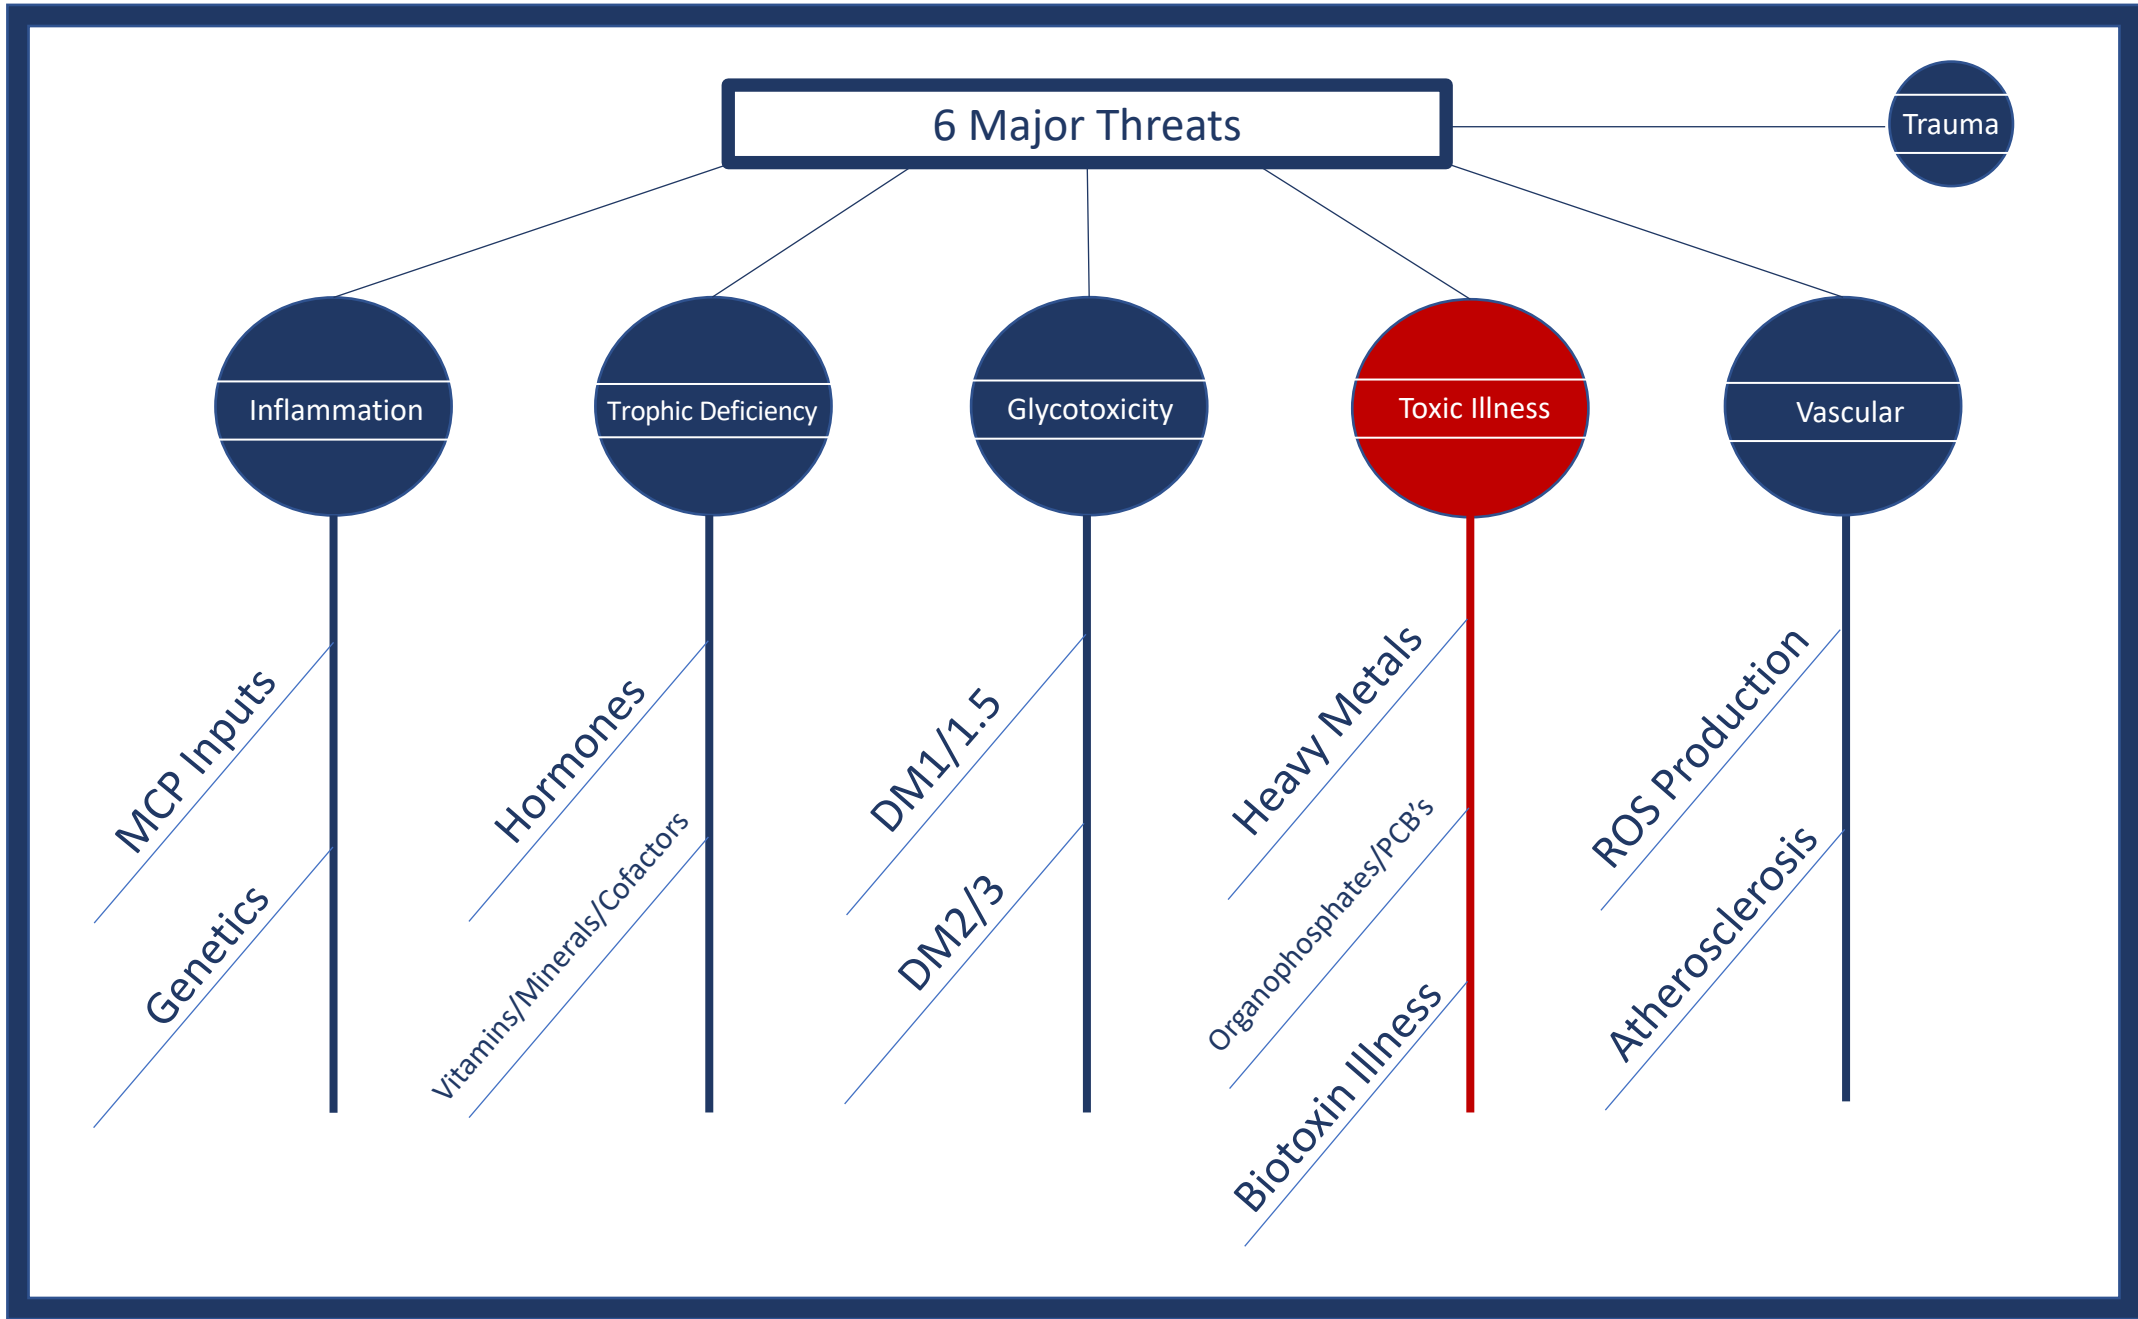 6 Major Threats
Trauma
Inflammation
Trophic Deficiency
Glycotoxicity
Toxic Illness
Vascular
MCP Inputs
Genetics
Hormones
Vitamins/Minerals/Cofactors
DM1/1.5
DM2/3
Heavy Metals
Organophosphates/PCB’s
Biotoxin Illness
ROS Production
Atherosclerosis